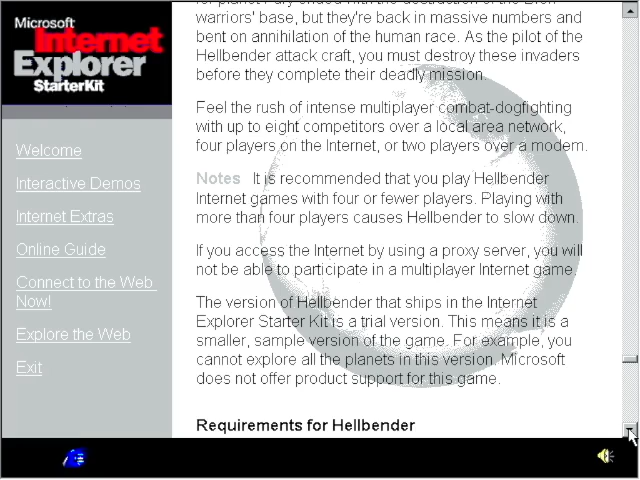 Microsoft
Internet
Explorer
StarterKit
Welcome
Interactive Demos
Internet Extras
Online Guide
Connect to the Web
Now!
Explore the Web
Exit
warriors' base, but they're back in massive numbers and
bent on annihilation of the human race. As the pilot of the
Hellbender attack craft, you must destroy these invaders
before they complete their deadly mission.
Feel the rush of intense multiplayer combat-dogfighting
with up to eight competitors over a local area network,
four players on the Internet, or two players over a modem.
Notes It is recommended that you play Hellbender
Internet games with four or fewer players. Playing with
more than four players causes Hellbender to slow down.
If you access the Internet by using a proxy server, you will
not be able to participate in a multiplayer Internet game.
The version of Hellbender that ships in the Internet
Explorer Starter Kit is a trial version. This means it is a
smaller, sample version of the game. For example, you
cannot explore all the planets in this version. Microsoft
does not offer product support for this game.
Requirements for Hellbender